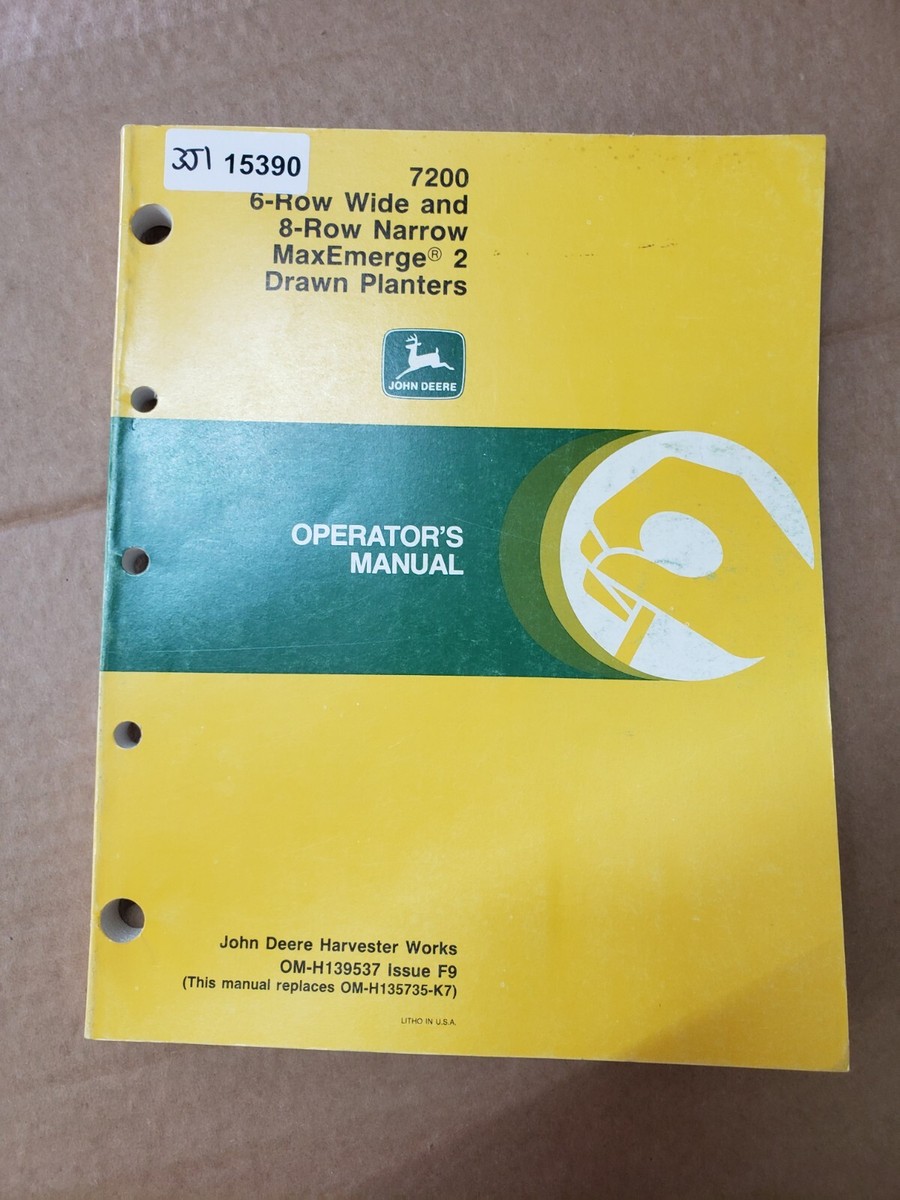 3J1 15390
7200
6-Row Wide and
8-Row Narrow
MaxEmerge® 2
Drawn Planters
JOHN DEERE
OPERATOR'S
MANUAL
John Deere Harvester Works
OM-H139537 Issue F9
(This manual replaces OM-H135735-K7)
LITHO IN U.S.A.